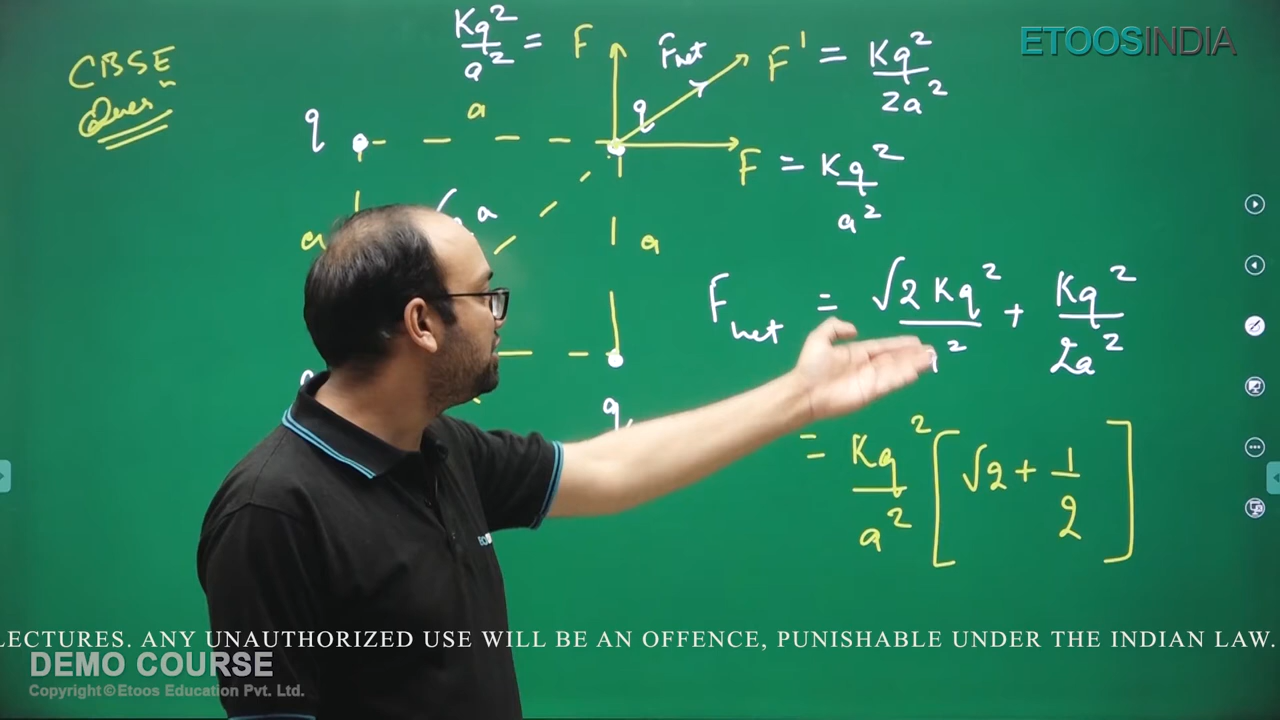 ETOOSINDIA
CBSE
Ques
Kq²/a² = F
Fnet
F' = Kq²/2a²
a
q
q
F = Kq²/a²
a
a
a
Fnet = √2 Kq²/a² + Kq²/2a²
q
= Kq²/a² [√2 + 1/2]
LECTURES. ANY UNAUTHORIZED USE WILL BE AN OFFENCE, PUNISHABLE UNDER THE INDIAN LAW.
DEMO COURSE
Copyright © Etoos Education Pvt. Ltd.